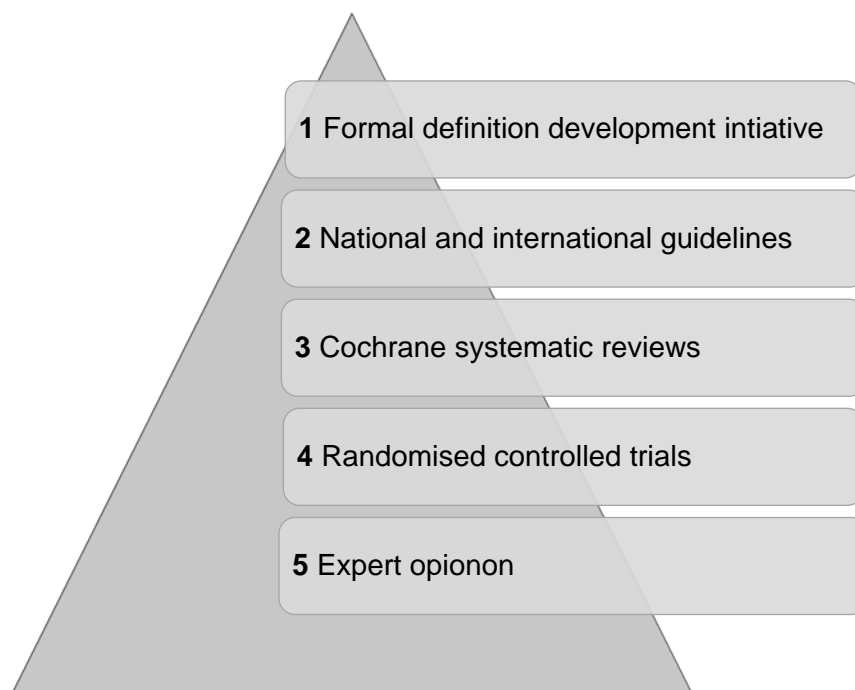 1 Formal definition development intiative
2 National and international guidelines
3 Cochrane systematic reviews
4 Randomised controlled trials
5 Expert opionon